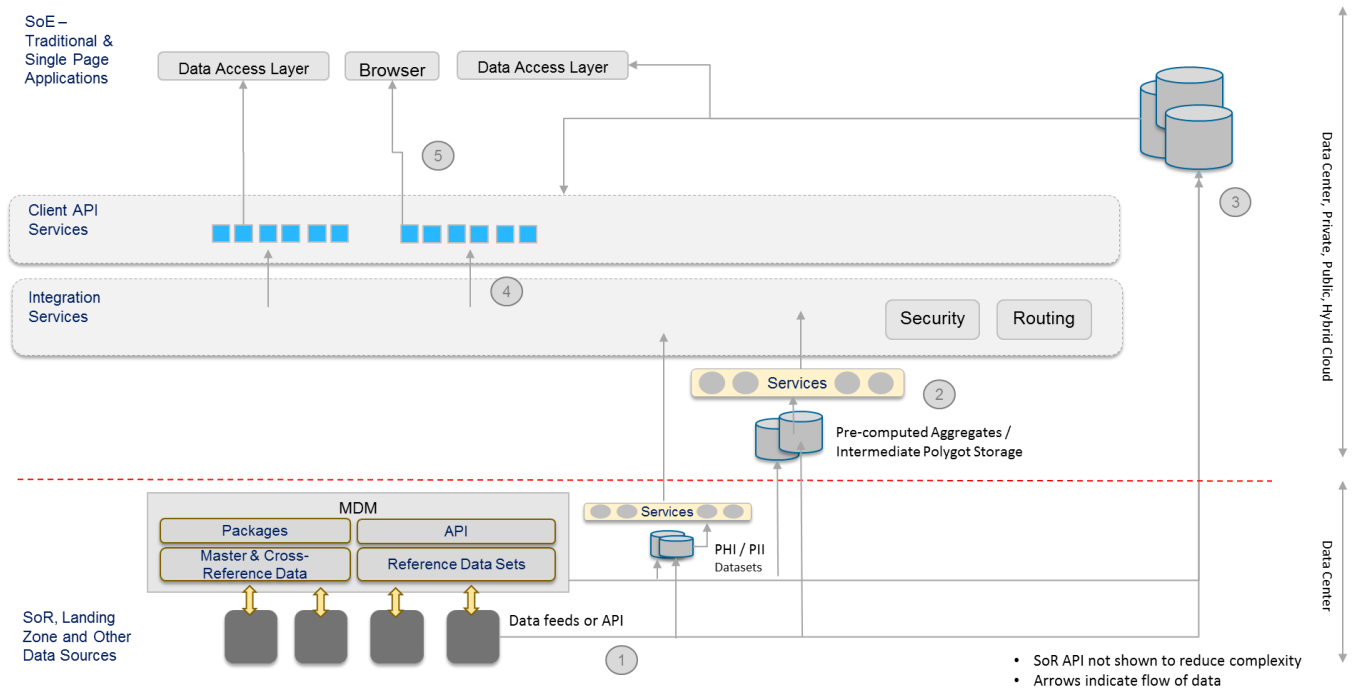 SoE –
Traditional &
Single Page
Applications
Data Access Layer
Browser
Data Access Layer
5
3
Client API
Services
4
Integration
Services
Security
Routing
Services
2
Pre-computed Aggregates /
Intermediate Polygot Storage
Data Center, Private, Public, Hybrid Cloud
MDM
Packages
API
Master & Cross-
Reference Data
Reference Data Sets
Services
PHI / PII
Datasets
Data Center
SoR, Landing
Zone and Other
Data Sources
Data feeds or API
1
• SoR API not shown to reduce complexity
• Arrows indicate flow of data